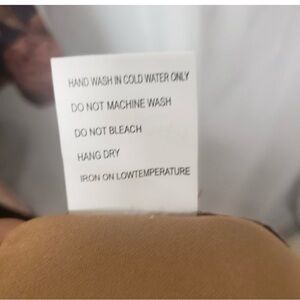 HAND WASH IN COLD WATER ONLY
DO NOT MACHINE WASH
DO NOT BLEACH
HANG DRY
IRON ON LOWTEMPERATURE